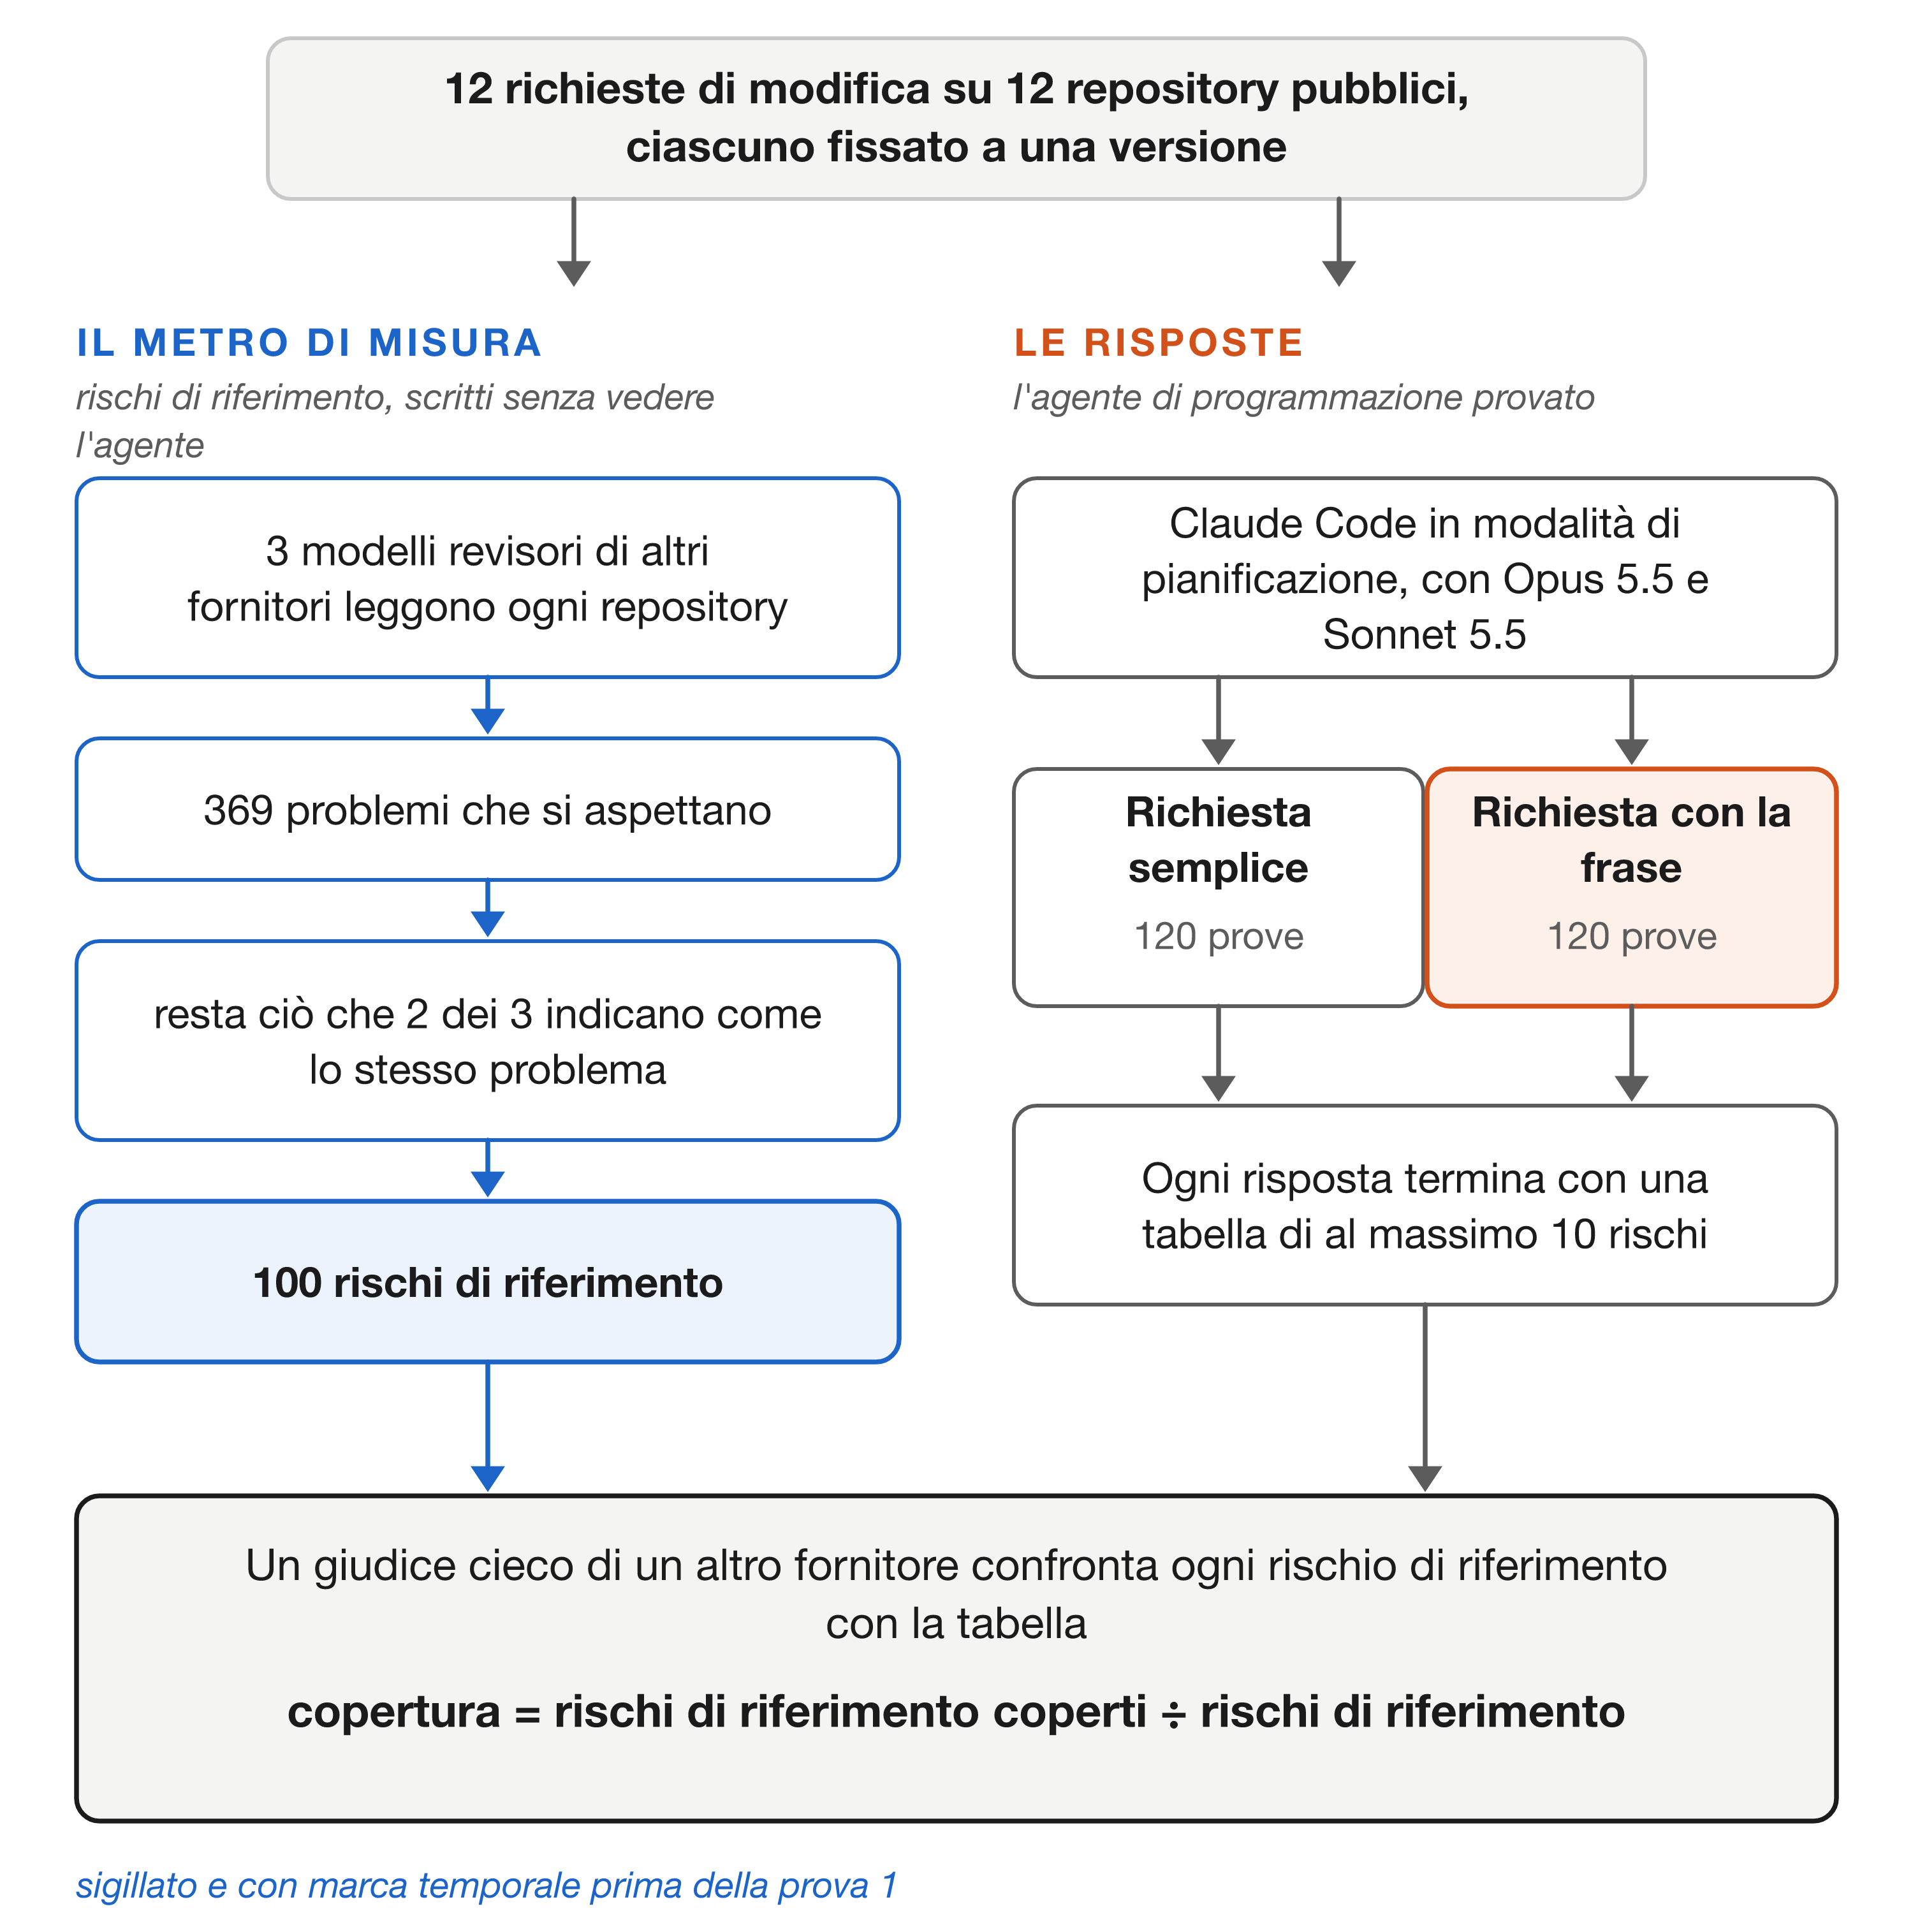 12 richieste di modifica su 12 repository pubblici,
ciascuno fissato a una versione
IL METRO DI MISURA
rischi di riferimento, scritti senza vedere
l'agente
3 modelli revisori di altri
fornitori leggono ogni repository
369 problemi che si aspettano
resta ciò che 2 dei 3 indicano come
lo stesso problema
100 rischi di riferimento
LE RISPOSTE
l'agente di programmazione provato
Claude Code in modalità di
pianificazione, con Opus 5.5 e
Sonnet 5.5
Richiesta
semplice
120 prove
Richiesta con la
frase
120 prove
Ogni risposta termina con una
tabella di al massimo 10 rischi
Un giudice cieco di un altro fornitore confronta ogni rischio di riferimento
con la tabella
copertura = rischi di riferimento coperti ÷ rischi di riferimento
sigillato e con marca temporale prima della prova 1